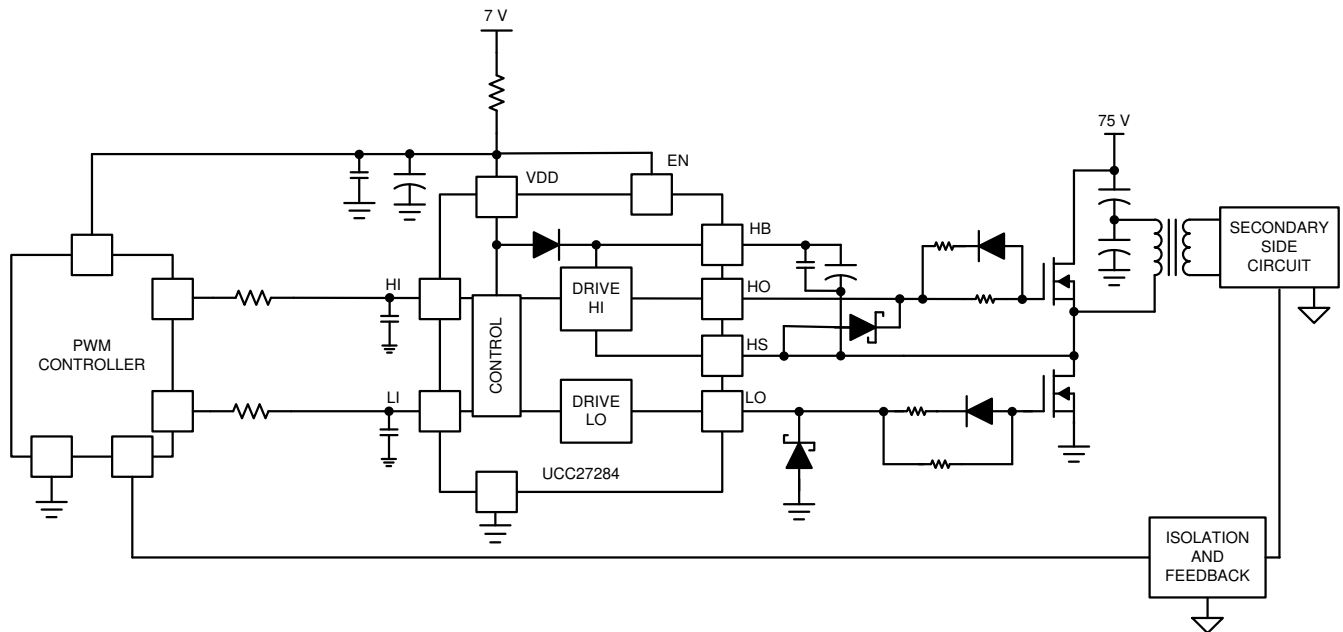 7 V
75 V
EN
VDD
HB
SECONDARY
SIDE
CIRCUIT
HI
DRIVE
HI
HO
PWM
CONTROLLER
CONTROL
HS
LI
DRIVE
LO
LO
UCC27284
ISOLATION
AND
FEEDBACK